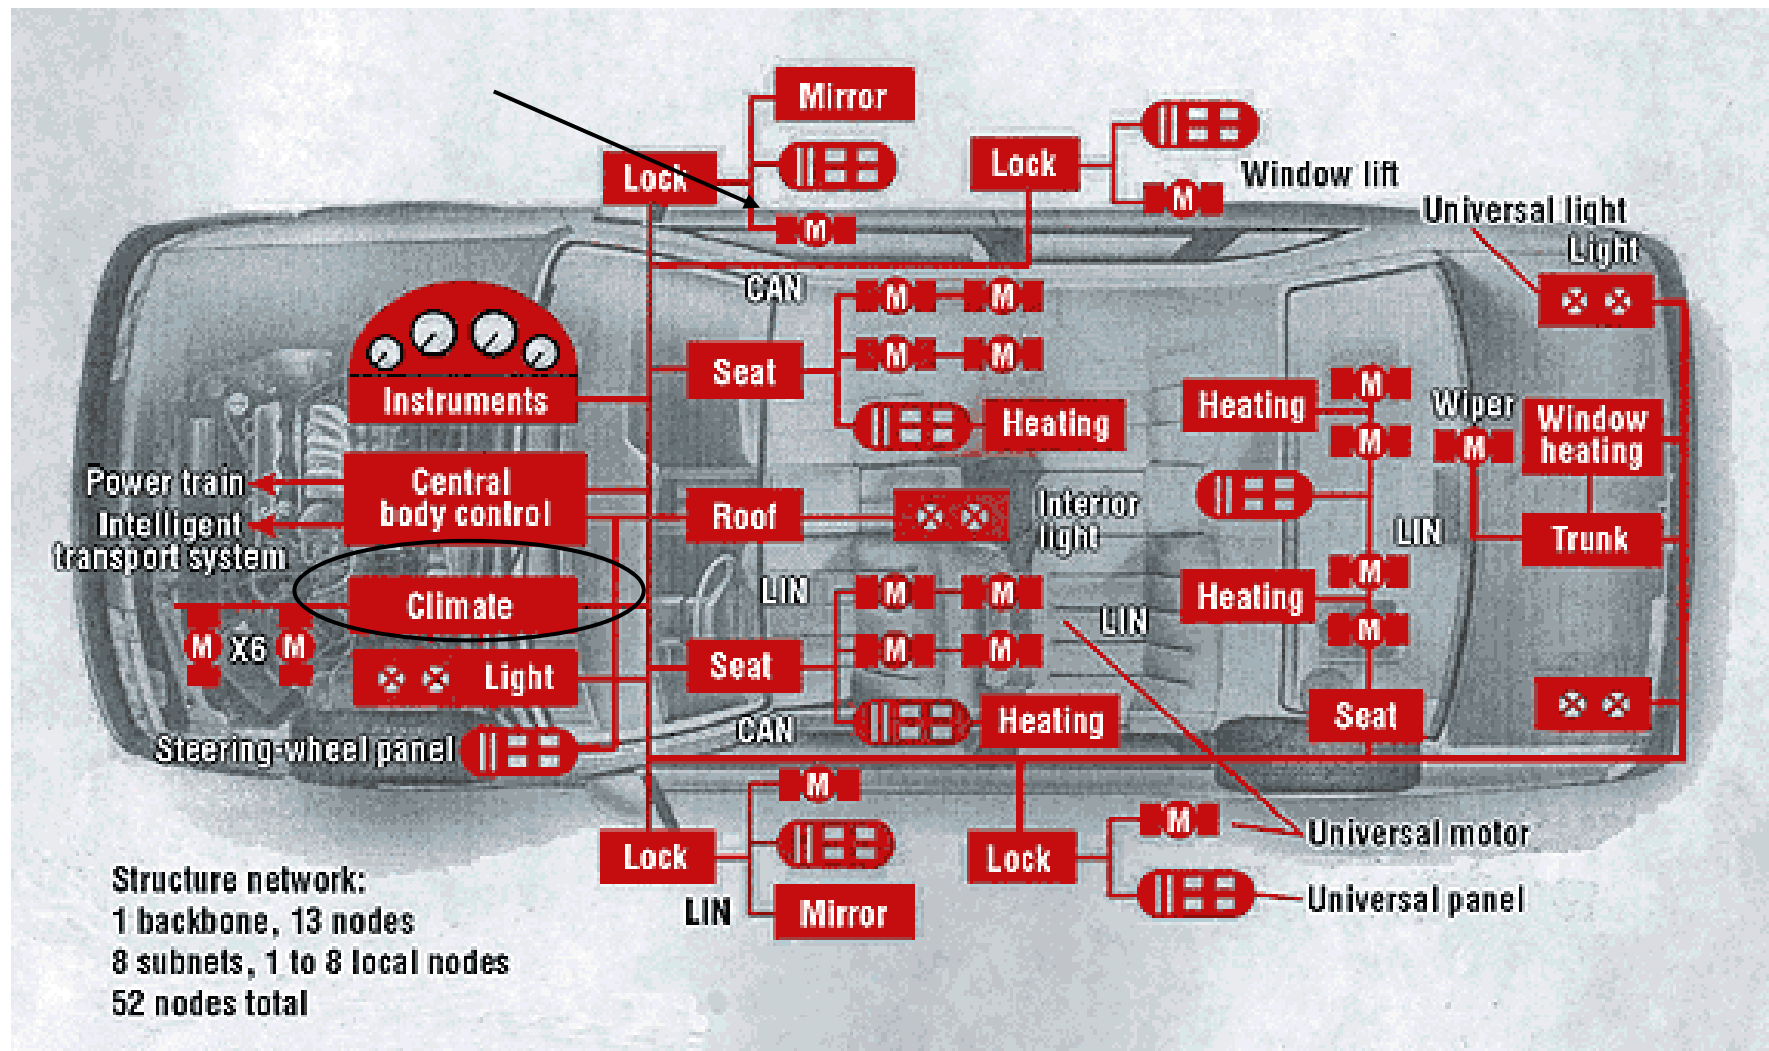 Mirror
Lock
M
Lock
M
Window lift
Universal light
Light
CAN
M
M
Seat
M
M
Heating
Instruments
Heating
M
M
Wiper
M
Window
heating
Power train
Central
body control
Intelligent
transport system
Roof
Interior
light
LIN
Trunk
Climate
LIN
M
M
LIN
Heating
M
M
M
X6
M
Light
Seat
M
M
Heating
CAN
Seat
Steering-wheel panel
M
M
Universal motor
Lock
Lock
Universal panel
LIN
Mirror
Structure network:
1 backbone, 13 nodes
8 subnets, 1 to 8 local nodes
52 nodes total